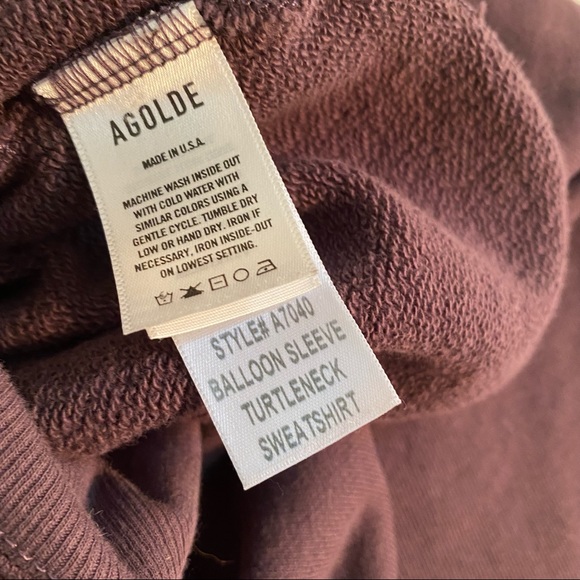 AGOLDE
MADE IN U.S.A.
MACHINE WASH INSIDE OUT
WITH COLD WATER WITH
SIMILAR COLORS USING A
GENTLE CYCLE. TUMBLE DRY
LOW OR HAND DRY. IRON IF
NECESSARY, IRON INSIDE-OUT
ON LOWEST SETTING.
STYLE# A7040
BALLOON SLEEVE
TURTLENECK
SWEATSHIRT